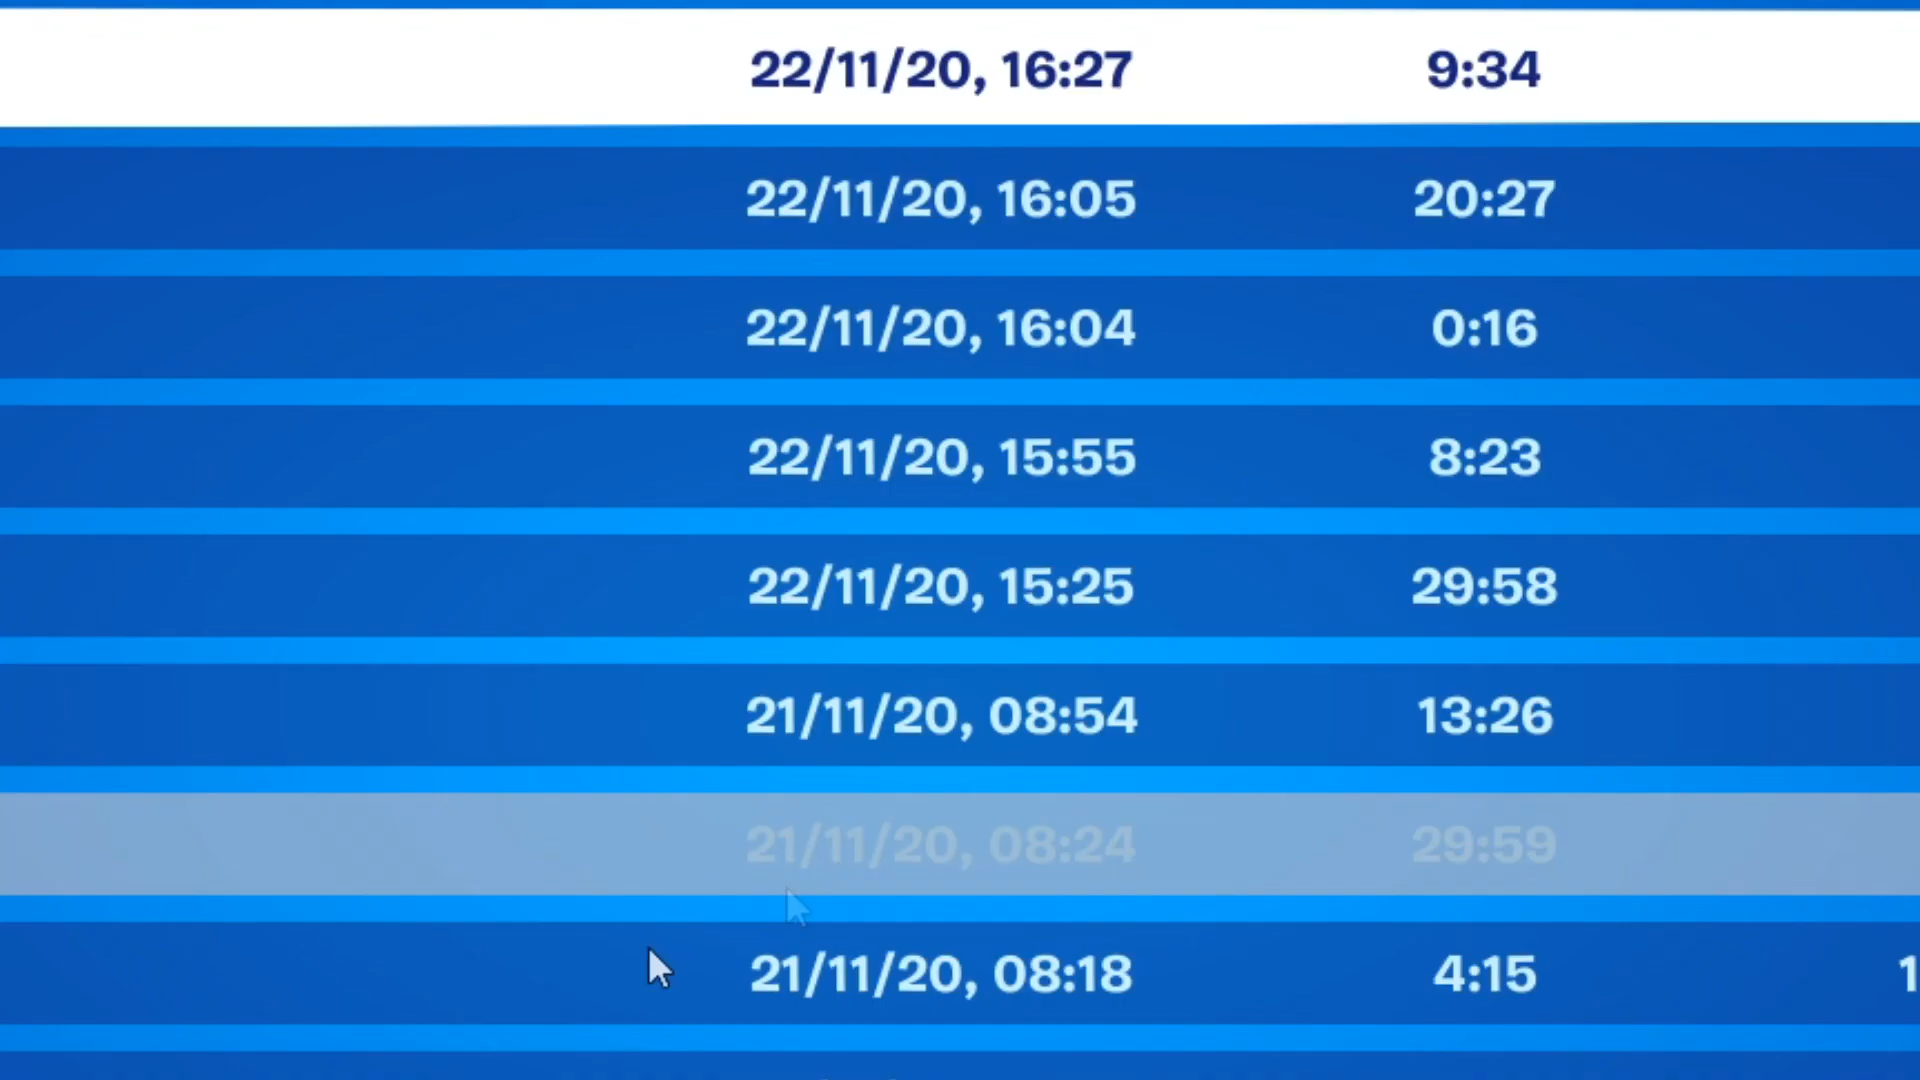 22/11/20, 16:27 9:34
22/11/20, 16:05 20:27
22/11/20, 16:04 0:16
22/11/20, 15:55 8:23
22/11/20, 15:25 29:58
21/11/20, 08:54 13:26
21/11/20, 08:24 29:59
21/11/20, 08:18 4:15 1